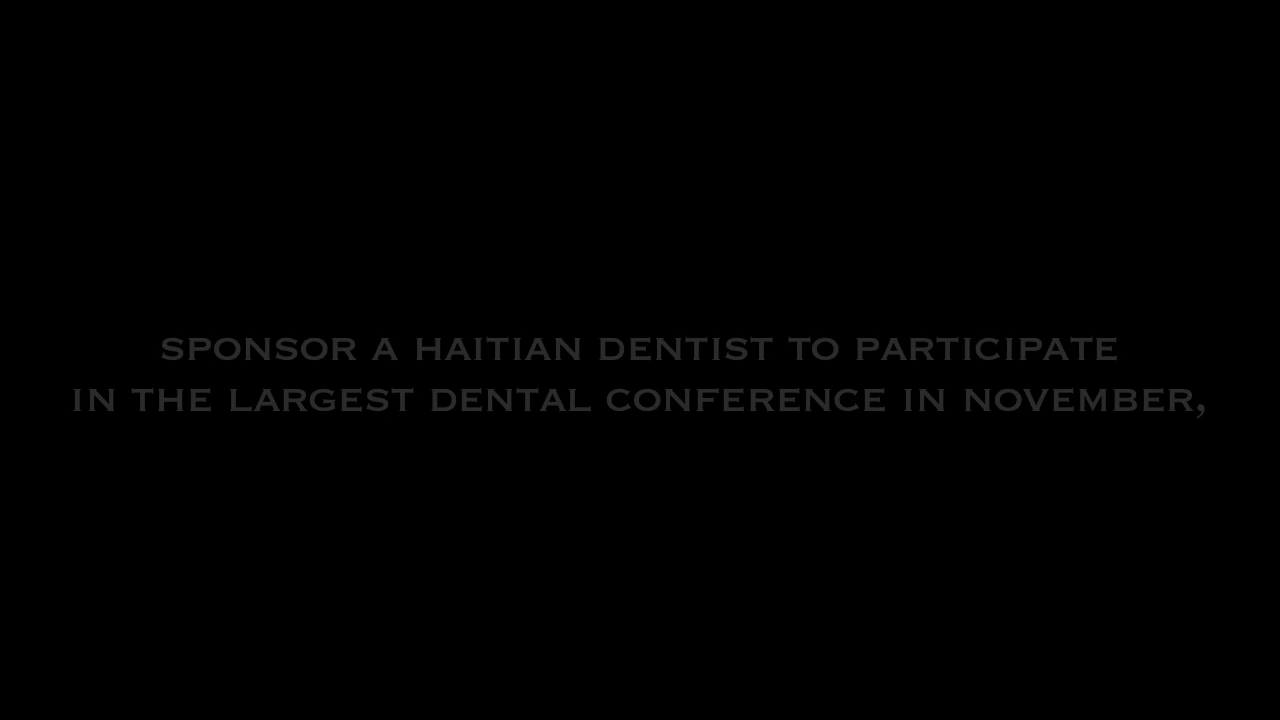 SPONSOR A HAITIAN DENTIST TO PARTICIPATE
IN THE LARGEST DENTAL CONFERENCE IN NOVEMBER,